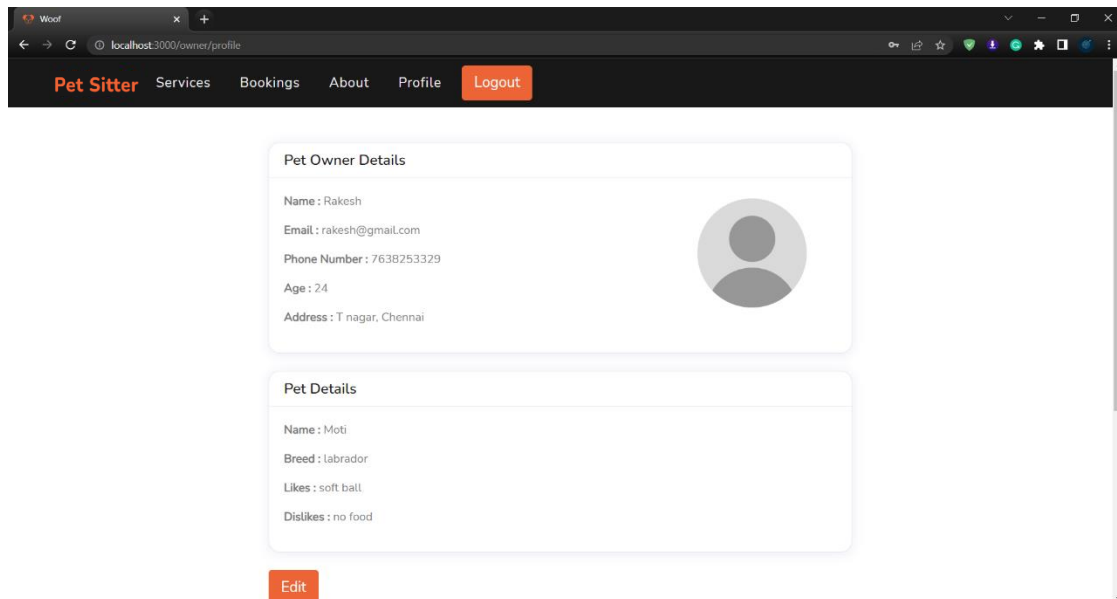 Woof
localhost:3000/owner/profile
Pet Sitter Services Bookings About Profile Logout
Pet Owner Details
Name : Rakesh
Email : rakesh@gmail.com
Phone Number : 7638253329
Age : 24
Address : T nagar, Chennai
Pet Details
Name : Moti
Breed : labrador
Likes : soft ball
Dislikes : no food
Edit